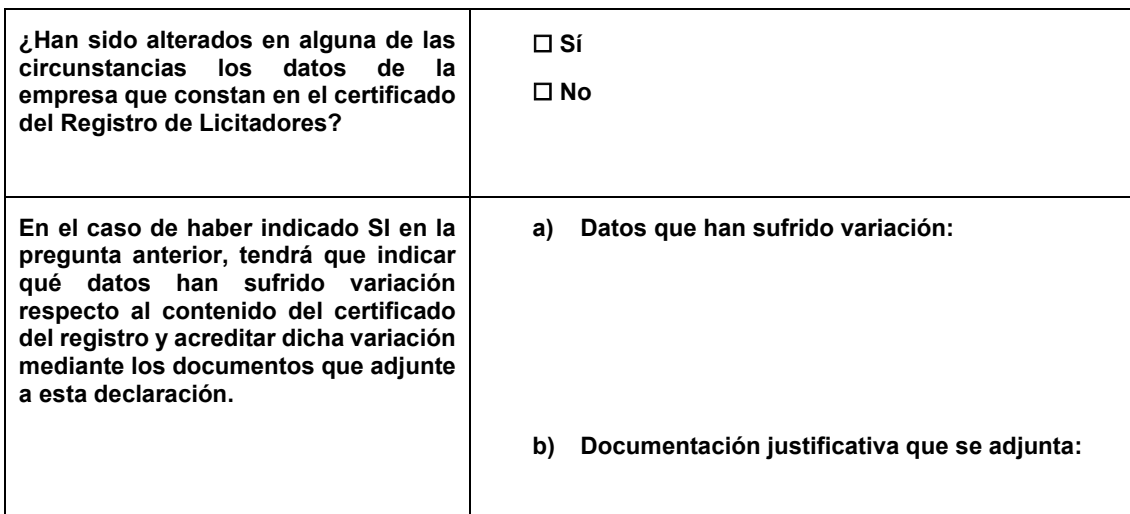 ¿Han sido alterados en alguna de las
circunstancias los datos de la
empresa que constan en el certificado
del Registro de Licitadores?
☐ Sí
☐ No
En el caso de haber indicado SI en la
pregunta anterior, tendrá que indicar
qué datos han sufrido variación
respecto al contenido del certificado
del registro y acreditar dicha variación
mediante los documentos que adjunte
a esta declaración.
a) Datos que han sufrido variación:
b) Documentación justificativa que se adjunta: